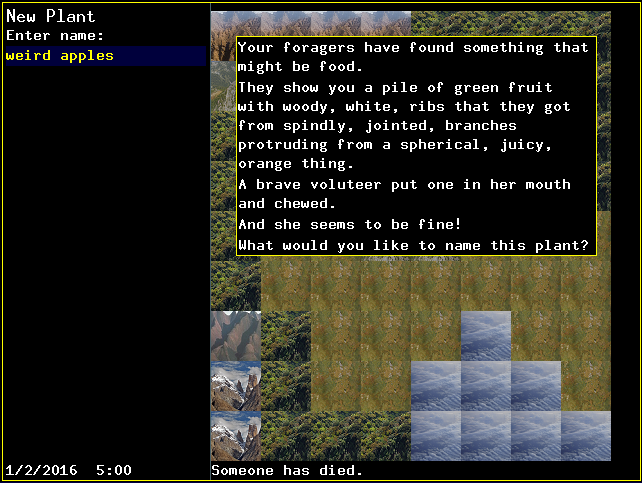 New Plant
Enter name:
weird apples
Your foragers have found something that
might be food.
They show you a pile of green fruit
with woody, white, ribs that they got
from spindly, jointed, branches
protruding from a spherical, juicy,
orange thing.
A brave voluteer put one in her mouth
and chewed.
And she seems to be fine!
What would you like to name this plant?
1/2/2016  5:00
Someone has died.